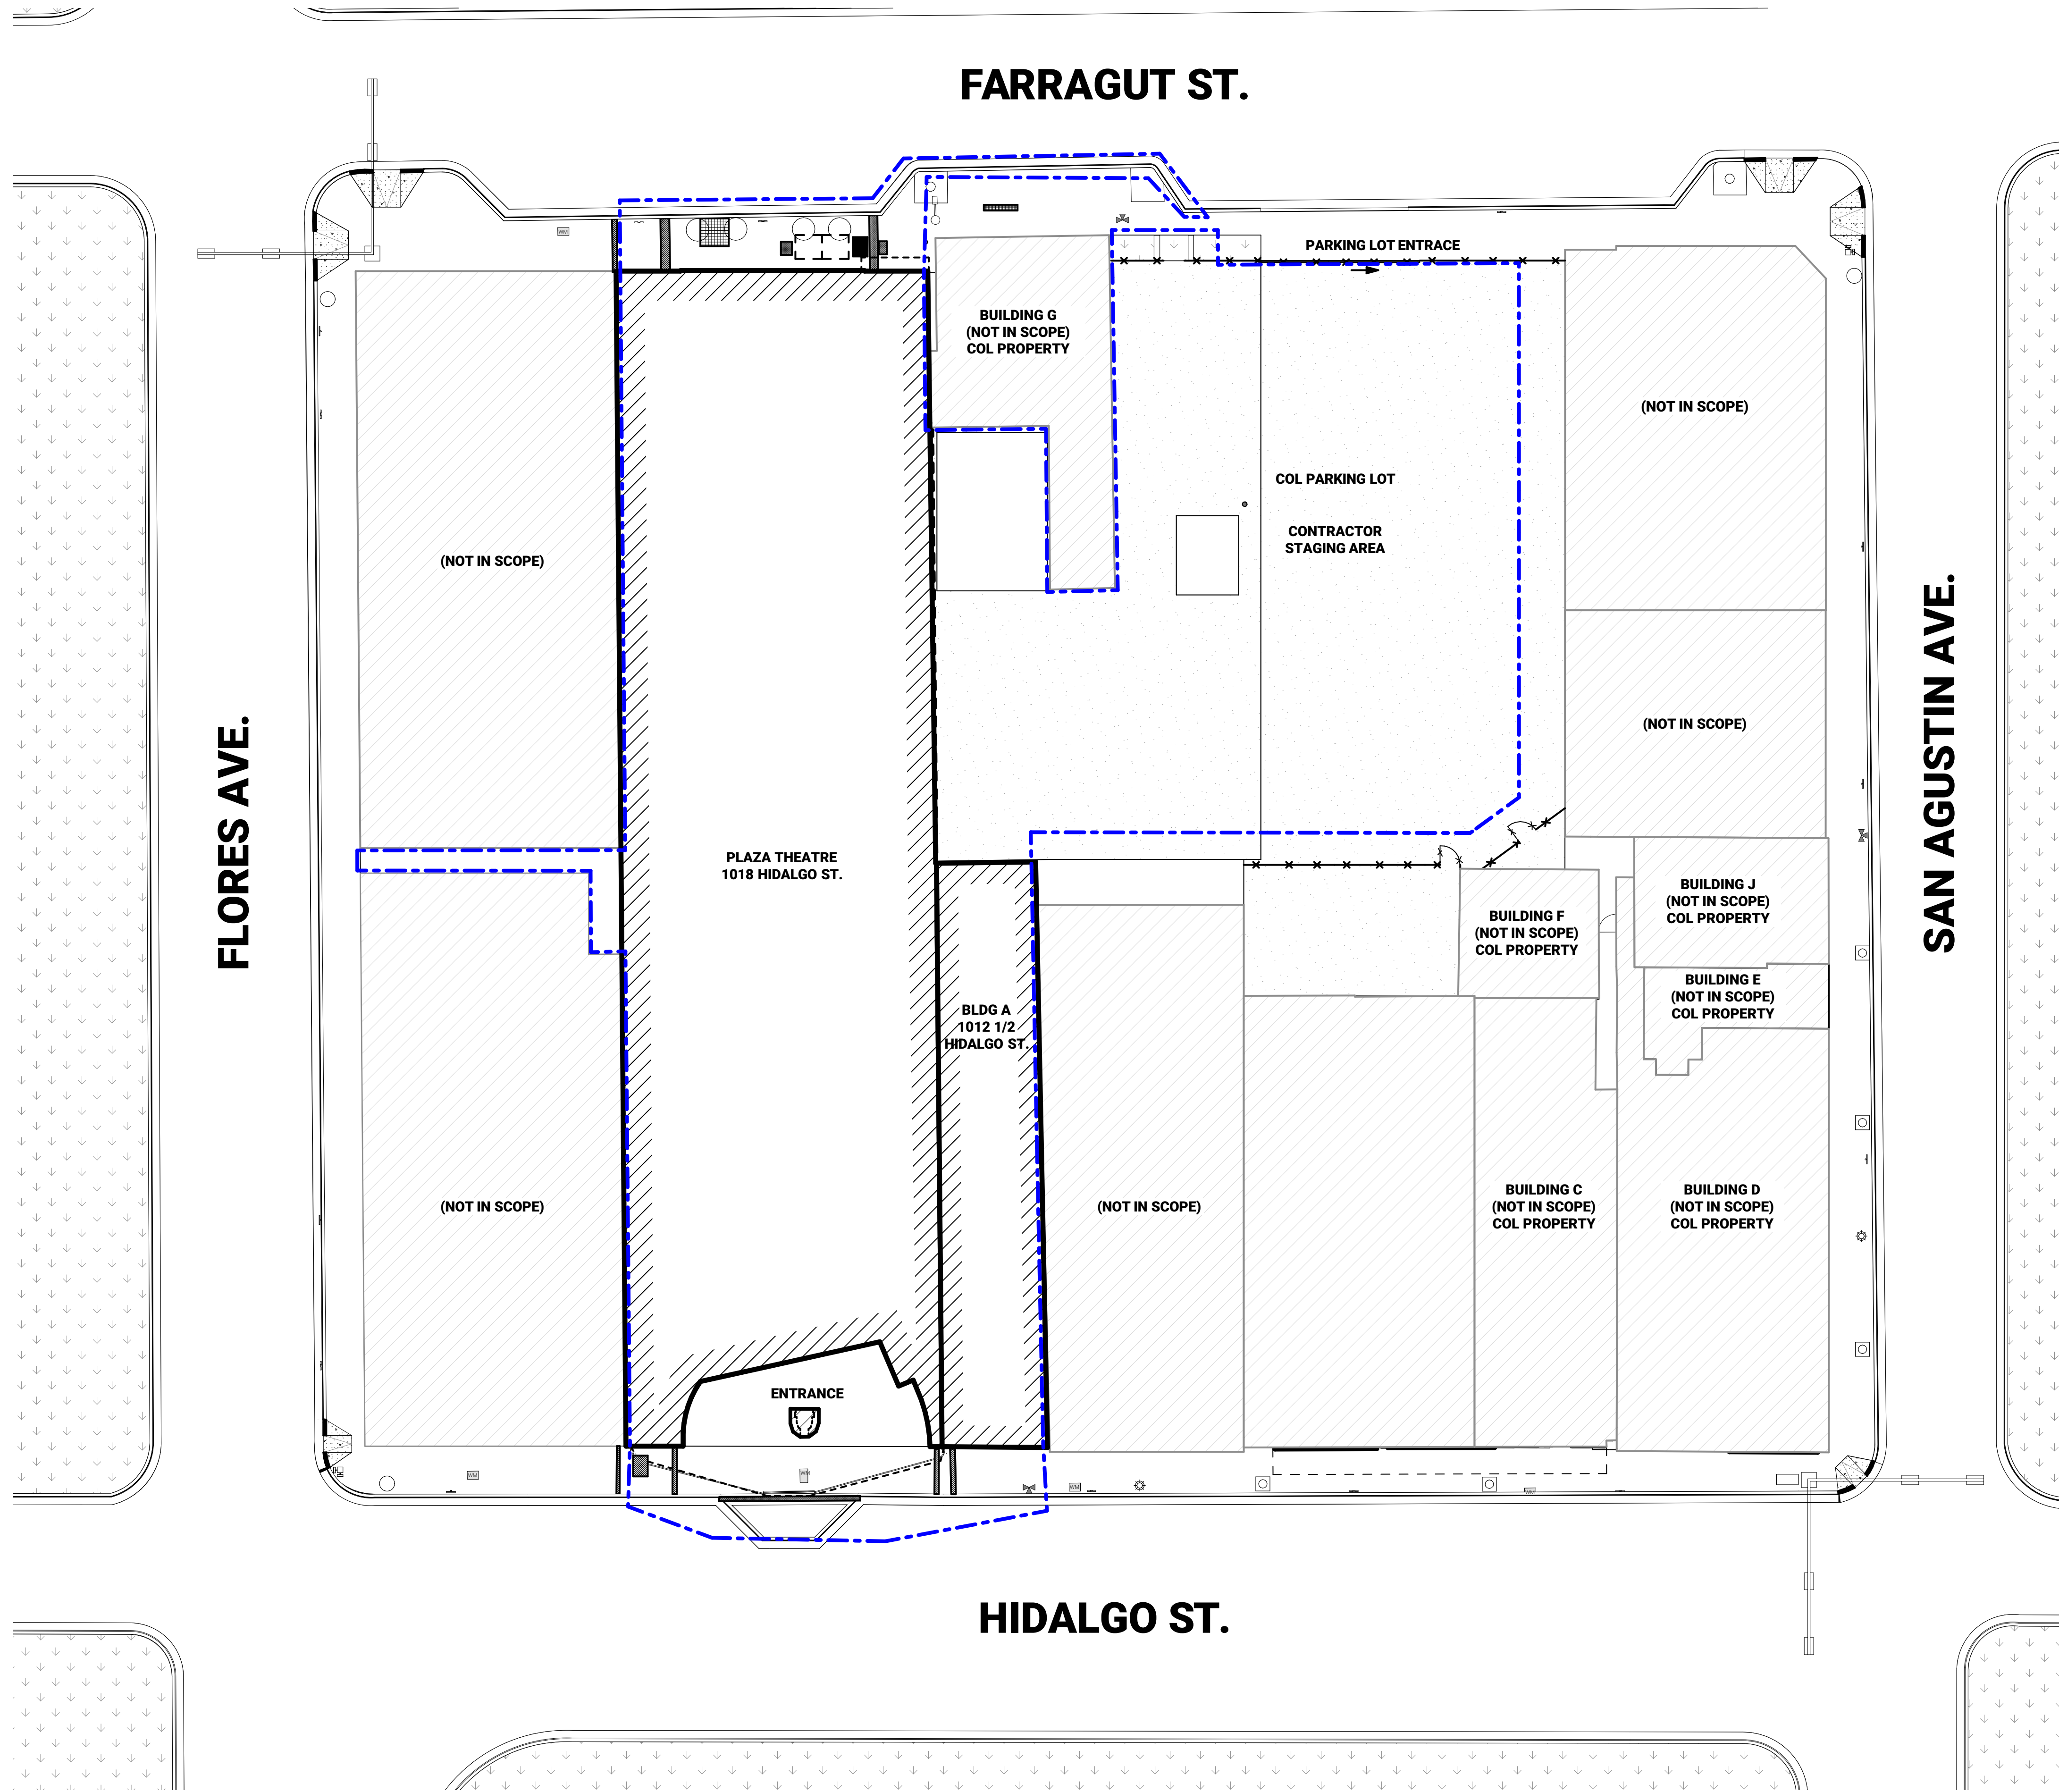 FARRAGUT ST.
PARKING LOT ENTRACE
WM
BUILDING G
(NOT IN SCOPE)
COL PROPERTY
(NOT IN SCOPE)
COL PARKING LOT
CONTRACTOR
STAGING AREA
(NOT IN SCOPE)
(NOT IN SCOPE)
FLORES AVE.
SAN AGUSTIN AVE.
PLAZA THEATRE
1018 HIDALGO ST.
BUILDING J
(NOT IN SCOPE)
COL PROPERTY
BUILDING F
(NOT IN SCOPE)
COL PROPERTY
BUILDING E
(NOT IN SCOPE)
COL PROPERTY
BLDG A
1012 1/2
HIDALGO ST.
(NOT IN SCOPE)
(NOT IN SCOPE)
BUILDING C
(NOT IN SCOPE)
COL PROPERTY
BUILDING D
(NOT IN SCOPE)
COL PROPERTY
ENTRANCE
WM
WM
WM
HIDALGO ST.